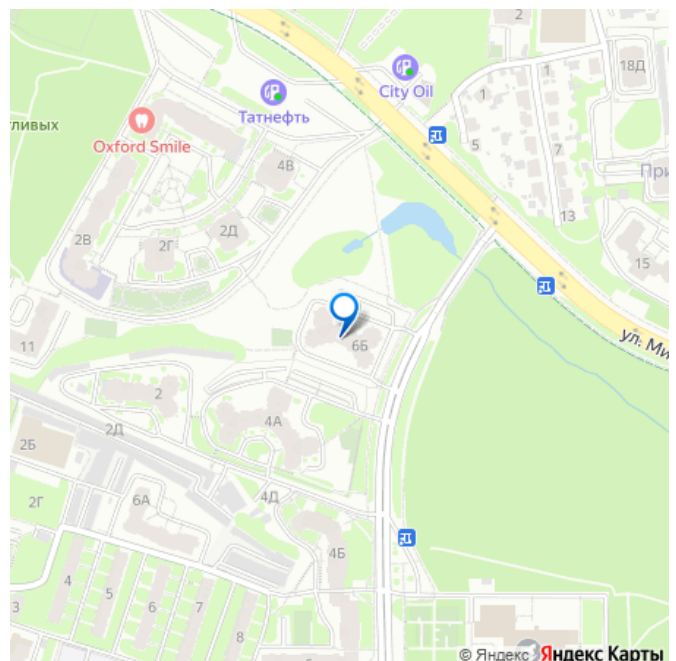 2
City Oil
18Д
Татнефть
1
1
тливых
Oxford Smile
5
7
4В
При
13
2Д
2В
2Г
15
ул. Ми
11
6Б
2
4А
2Д
2Б
4Д
6А
2Г
4Б
4
5
6
7
3
8
© Яндекс Яндекс Карты